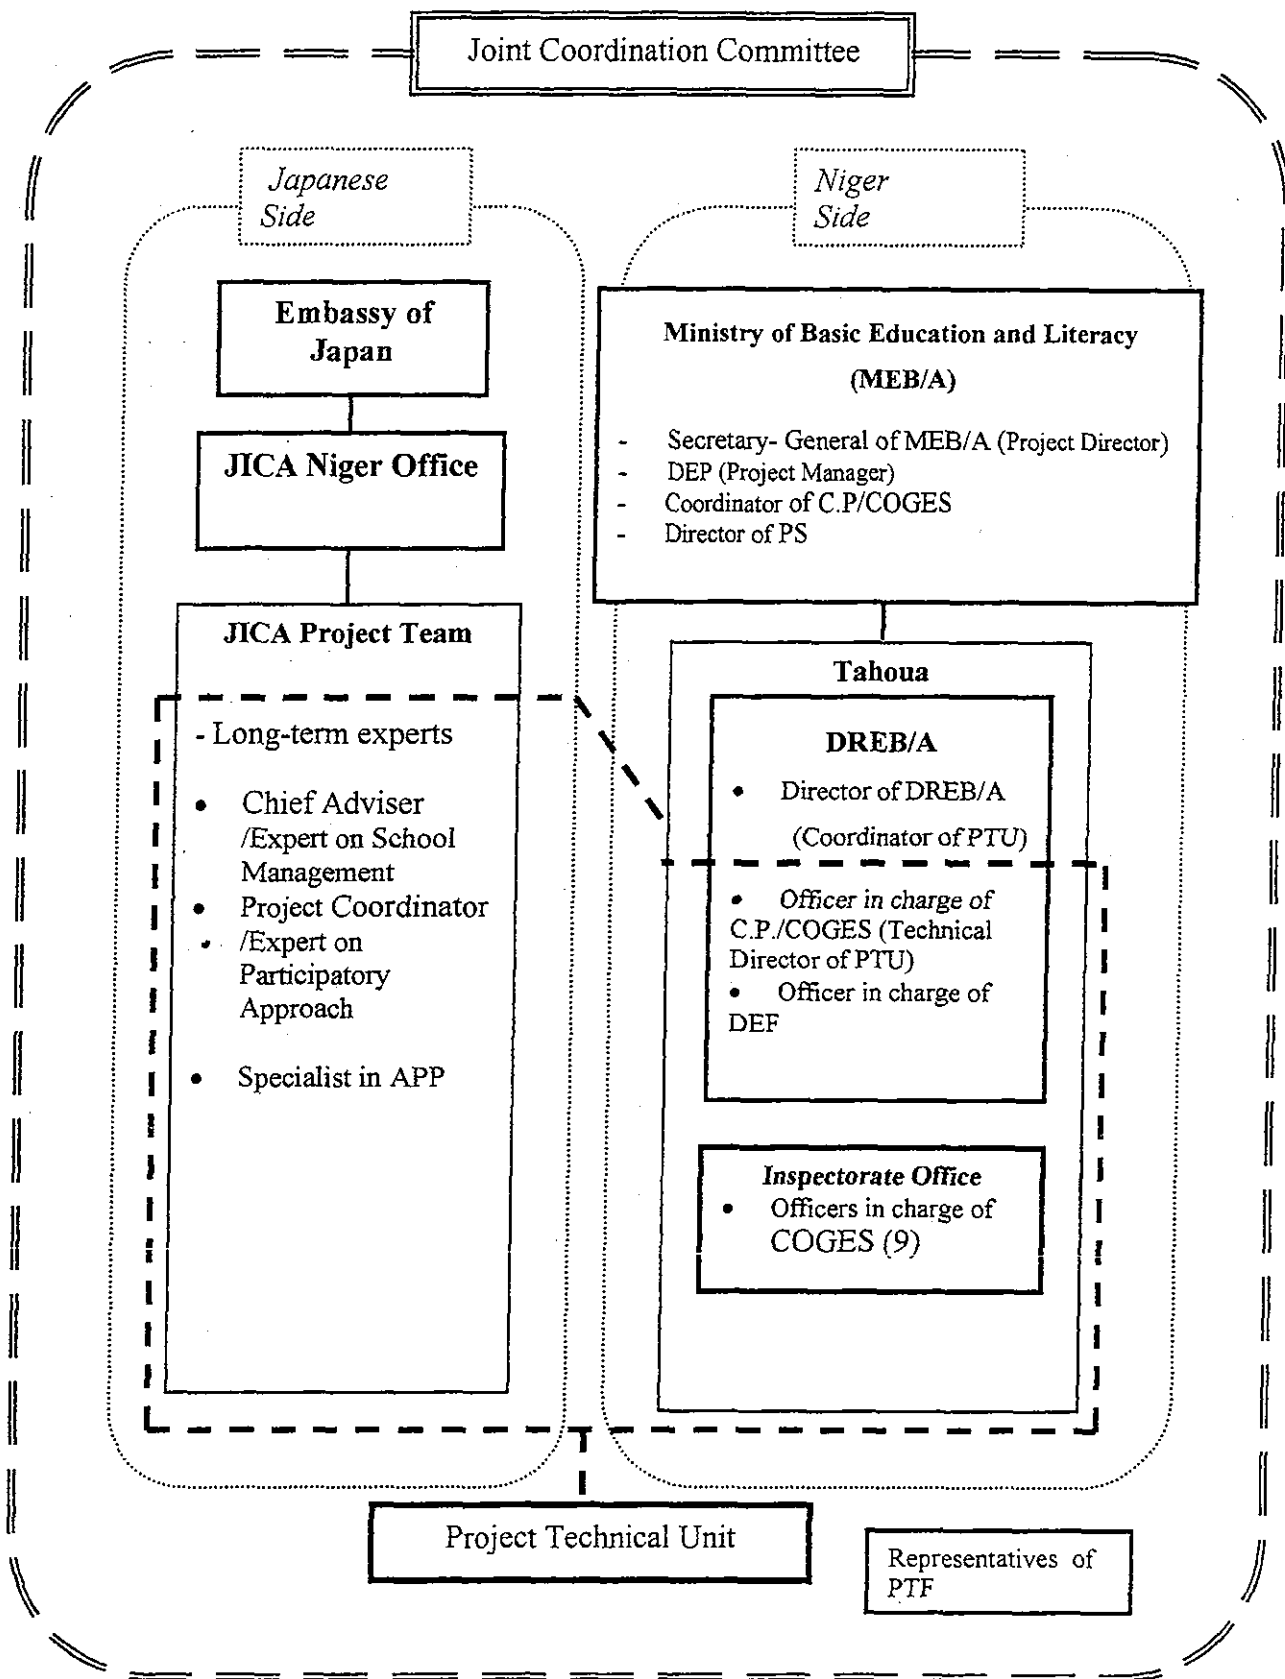 Joint Coordination Committee
Japanese
Side
Embassy of
Japan
JICA Niger Office
JICA Project Team
- Long-term experts
• Chief Adviser
/Expert on School
Management
• Project Coordinator
• /Expert on
Participatory
Approach
• Specialist in APP
Niger
Side
Ministry of Basic Education and Literacy
(MEB/A)
- Secretary- General of MEB/A (Project Director)
- DEP (Project Manager)
- Coordinator of C.P/COGES
- Director of PS
Tahoua
DREB/A
• Director of DREB/A
(Coordinator of PTU)
• Officer in charge of
C.P./COGES (Technical
Director of PTU)
• Officer in charge of
DEF
Inspectorate Office
• Officers in charge of
COGES (9)
Project Technical Unit
Representatives of
PTF